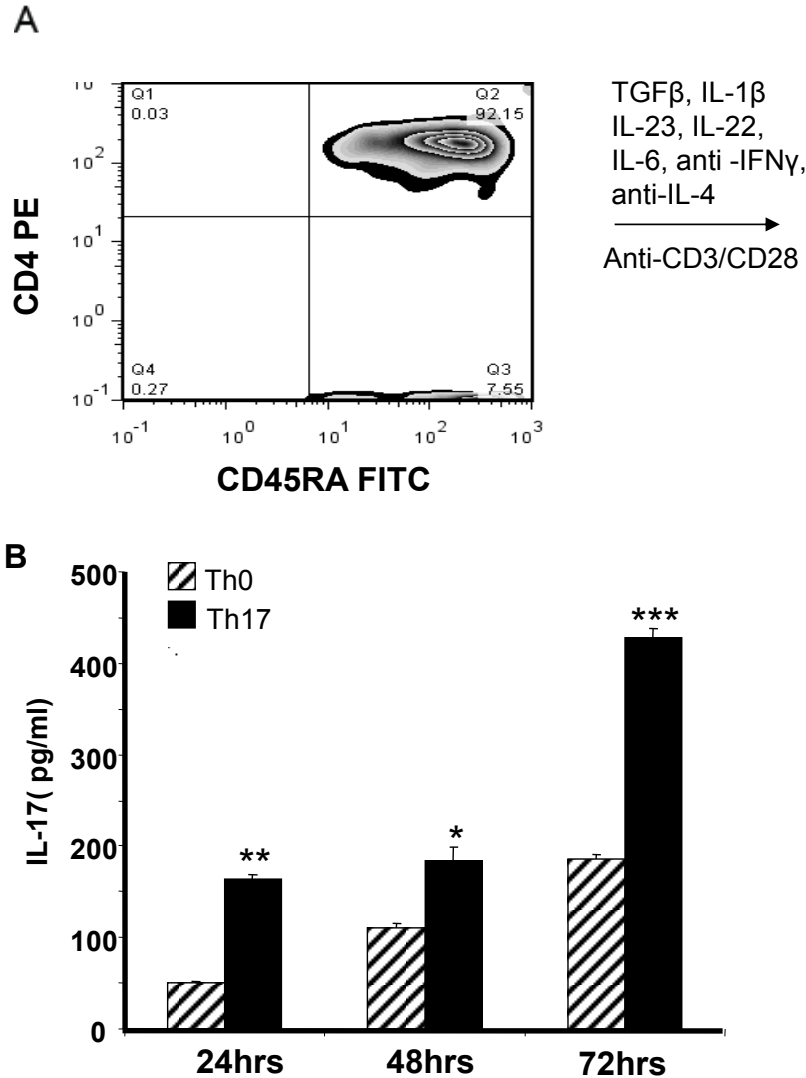 A
CD4 PE
10
10²
10¹
10⁰
10⁻¹
Q1
0.03
Q2
92.15
Q4
0.27
Q3
7.55
10⁻¹ 10⁰ 10¹ 10² 10³
CD45RA FITC
TGFβ, IL-1β
IL-23, IL-22,
IL-6, anti -IFNγ,
anti-IL-4
Anti-CD3/CD28
B
IL-17( pg/ml)
500
400
300
200
100
0
Th0
Th17
**
*
***
24hrs 48hrs 72hrs